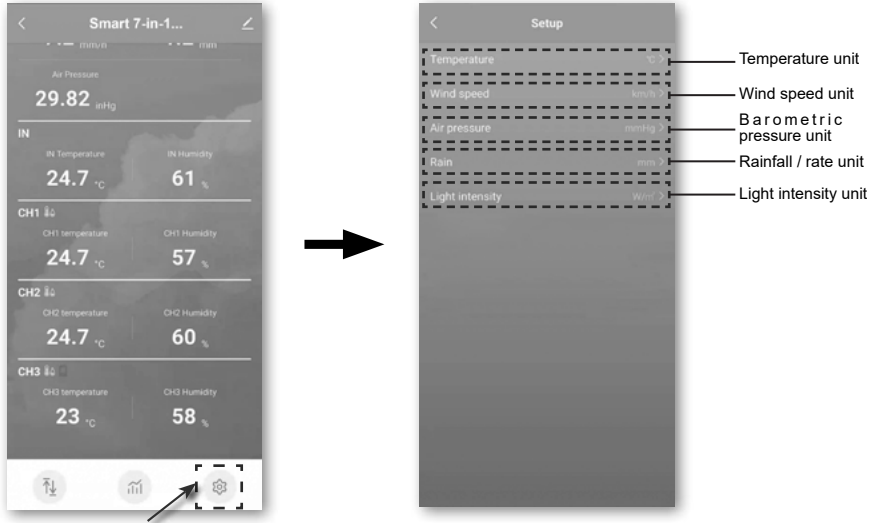 Smart 7-in-1...
mm/h mm
Air Pressure
29.82 inHg
IN
IN Temperature IN Humidity
24.7 °C 61 %
CH1
CH1 temperature CH1 Humidity
24.7 °C 57 %
CH2
CH2 temperature CH2 Humidity
24.7 °C 60 %
CH3
CH3 temperature CH3 Humidity
23 °C 58 %
Setup
Temperature °C >
Wind speed km/h >
Air pressure mmHg >
Rain mm >
Light intensity W/m² >
Temperature unit
Wind speed unit
Barometric
pressure unit
Rainfall / rate unit
Light intensity unit